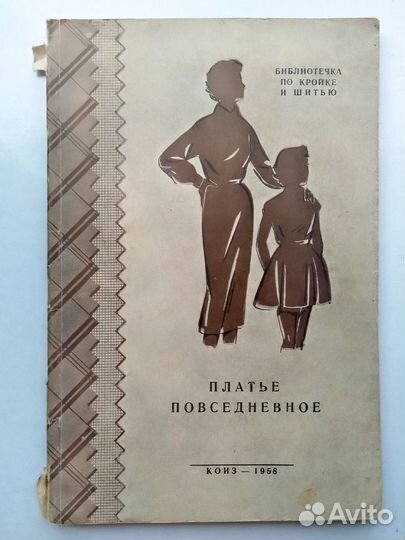 БИБЛИОТЕЧКА
ПО КРОЙКЕ
И ШИТЬЮ
ПЛАТЬЕ
ПОВСЕДНЕВНОЕ
КОИЗ — 1958
Avito